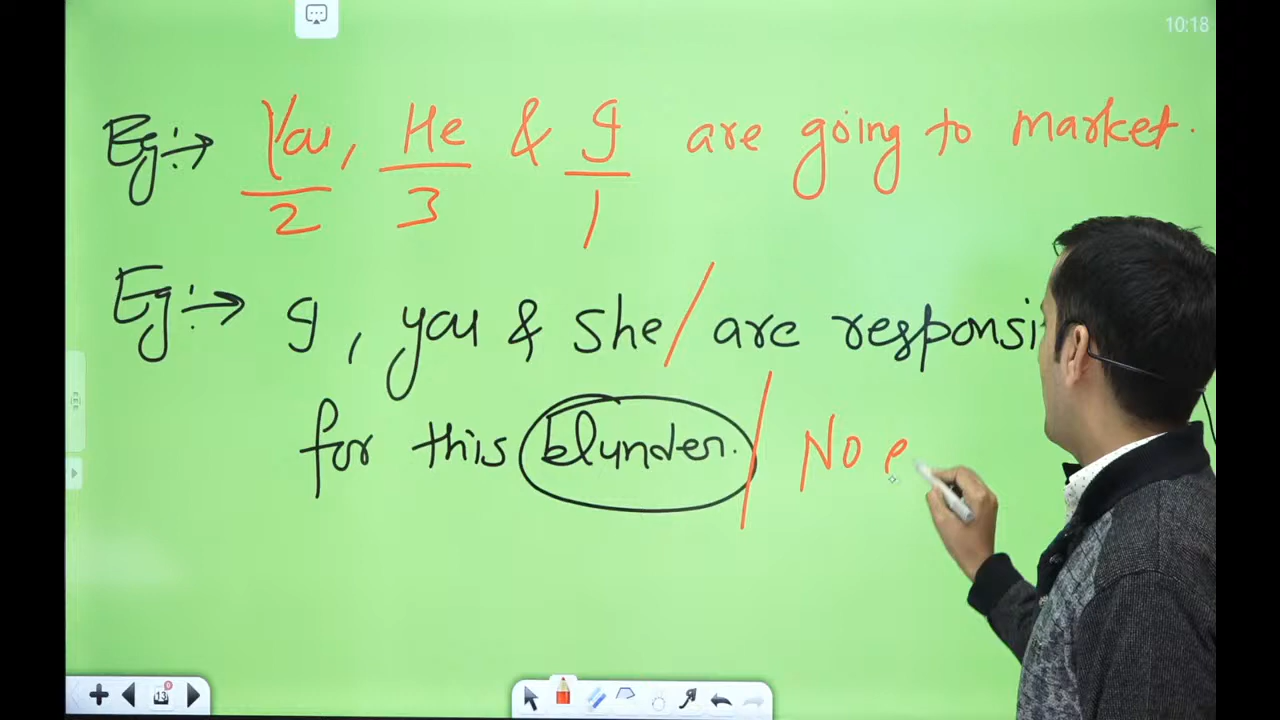 10:18
Eg:→ You, He & I are going to market.
2 3 1
Eg:→ I, you & She / are responsi
for this blunder. / No e
13